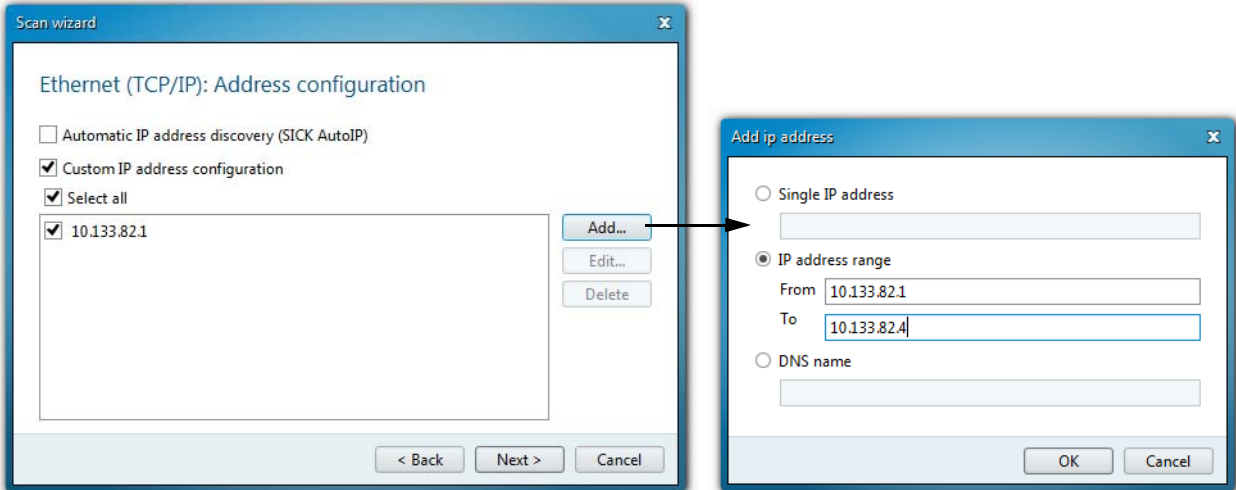 Scan wizard
Ethernet (TCP/IP): Address configuration
Automatic IP address discovery (SICK AutoIP)
Custom IP address configuration
Select all
10.133.82.1
Add...
Edit...
Delete
< Back
Next >
Cancel
Add ip address
Single IP address
IP address range
From 10.133.82.1
To 10.133.82.4
DNS name
OK
Cancel